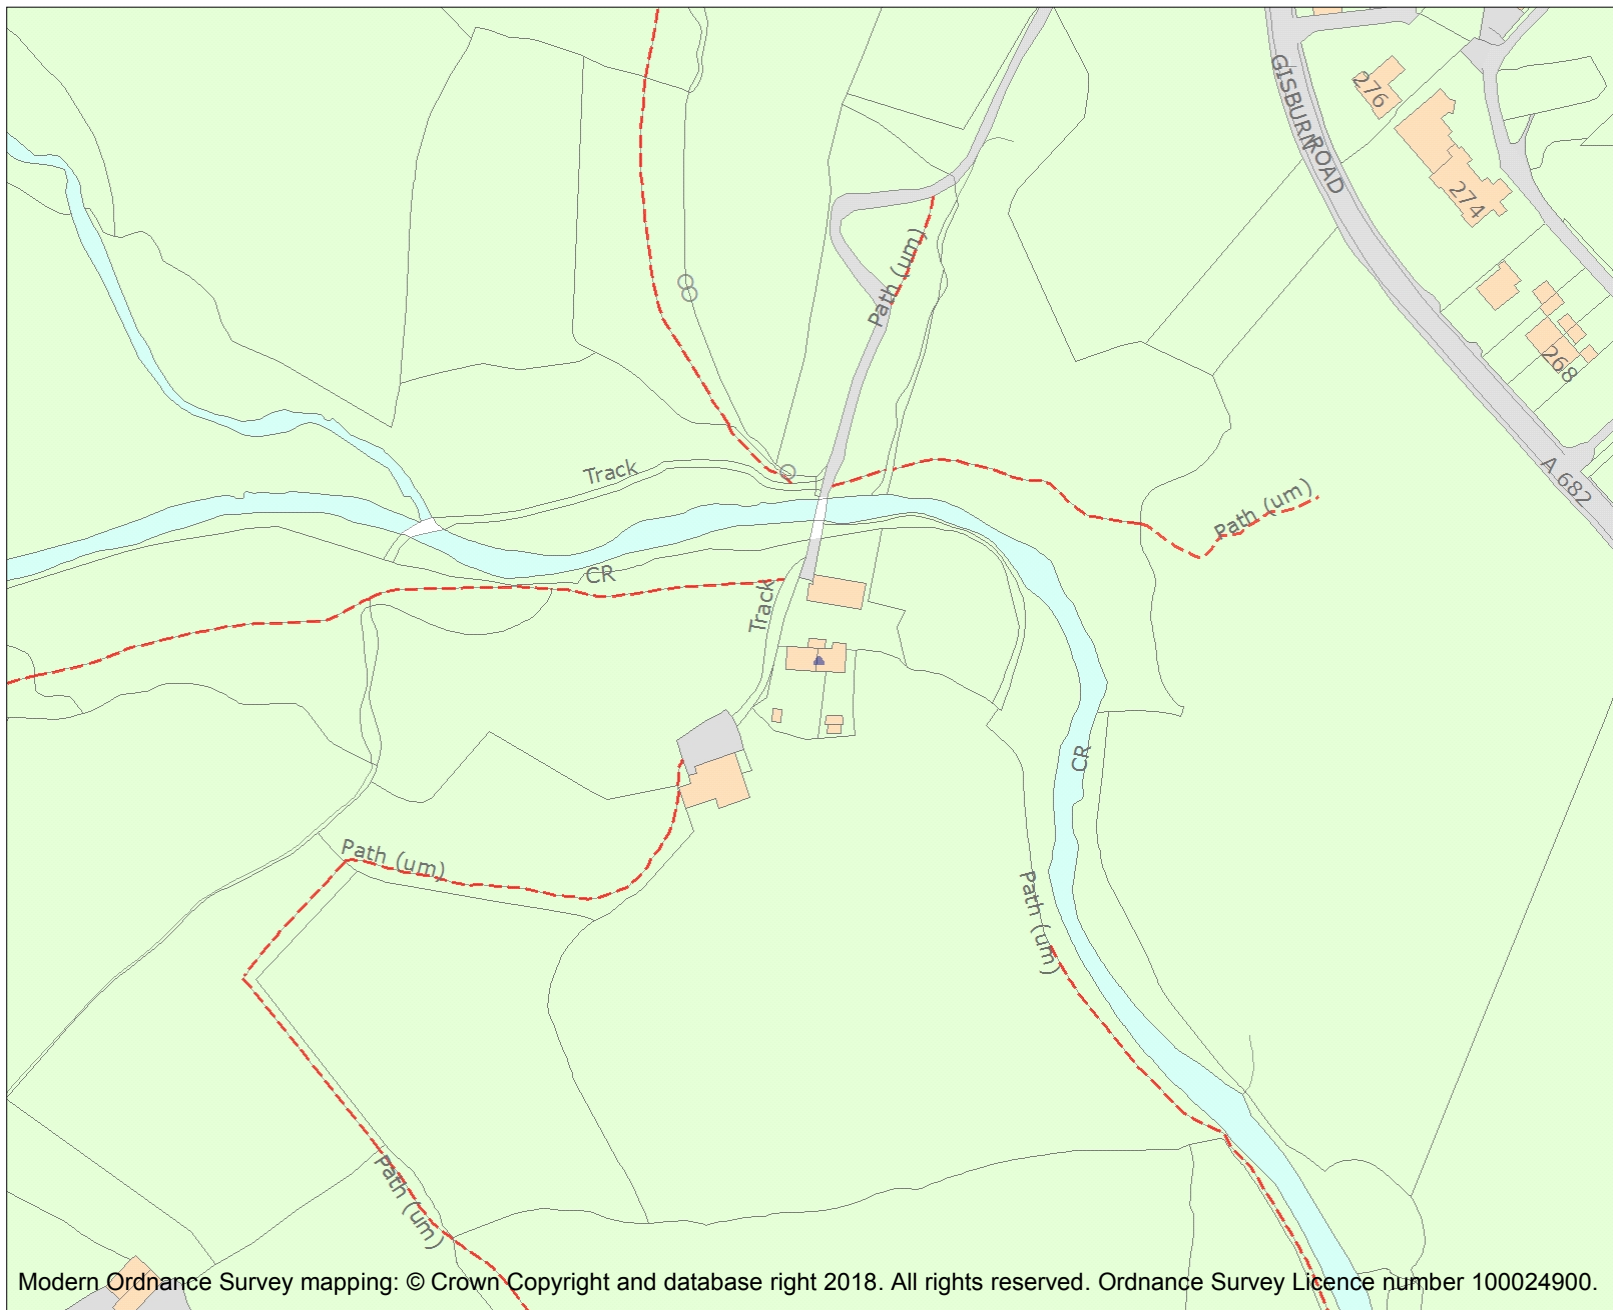 GISBURN ROAD
276
274
Path (um)
268
Track
A 682
Path (um)
CR
Track
CR
Path (um)
Path (um)
Path (um)
Modern Ordnance Survey mapping: © Crown Copyright and database right 2018. All rights reserved. Ordnance Survey Licence number 100024900.